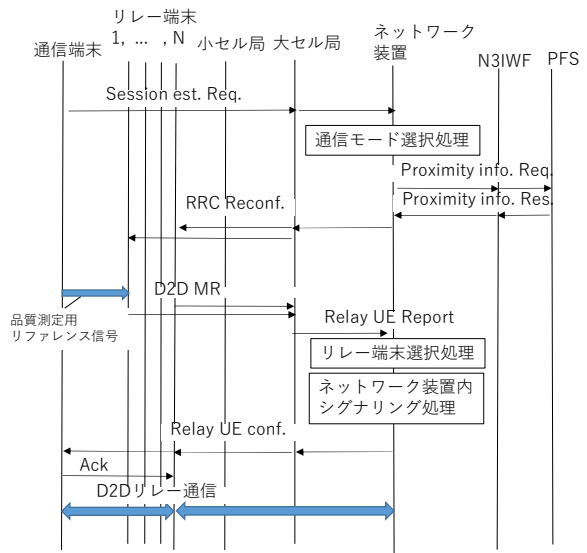 リレー端末
1, ... , N
通信端末
小セル局
大セル局
ネットワーク
装置
N3IWF
PFS
Session est. Req.
通信モード選択処理
Proximity info. Req.
Proximity info. Res.
RRC Reconf.
D2D MR
品質測定用
リファレンス信号
Relay UE Report
リレー端末選択処理
ネットワーク装置内
シグナリング処理
Relay UE conf.
Ack
D2Dリレー通信